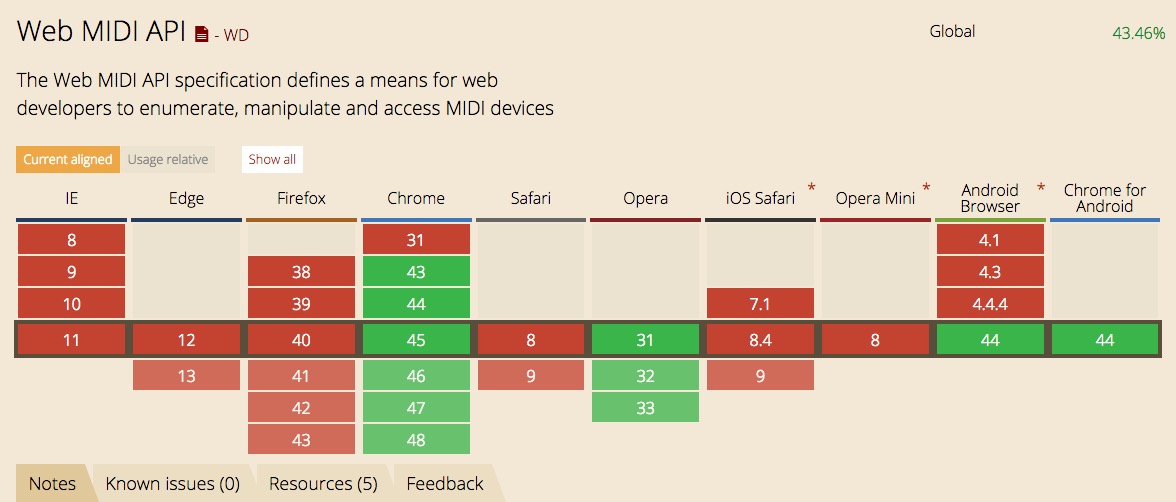 Web MIDI API - WD Global 43.46%
The Web MIDI API specification defines a means for web
developers to enumerate, manipulate and access MIDI devices
Current aligned Usage relative Show all
IE Edge Firefox Chrome Safari Opera iOS Safari * Opera Mini * Android Browser * Chrome for Android
8 31 4.1
9 38 43 4.3
10 39 44 7.1 4.4.4
11 12 40 45 8 31 8.4 8 44 44
13 41 46 9 32 9
42 47 33
43 48
Notes Known issues (0) Resources (5) Feedback